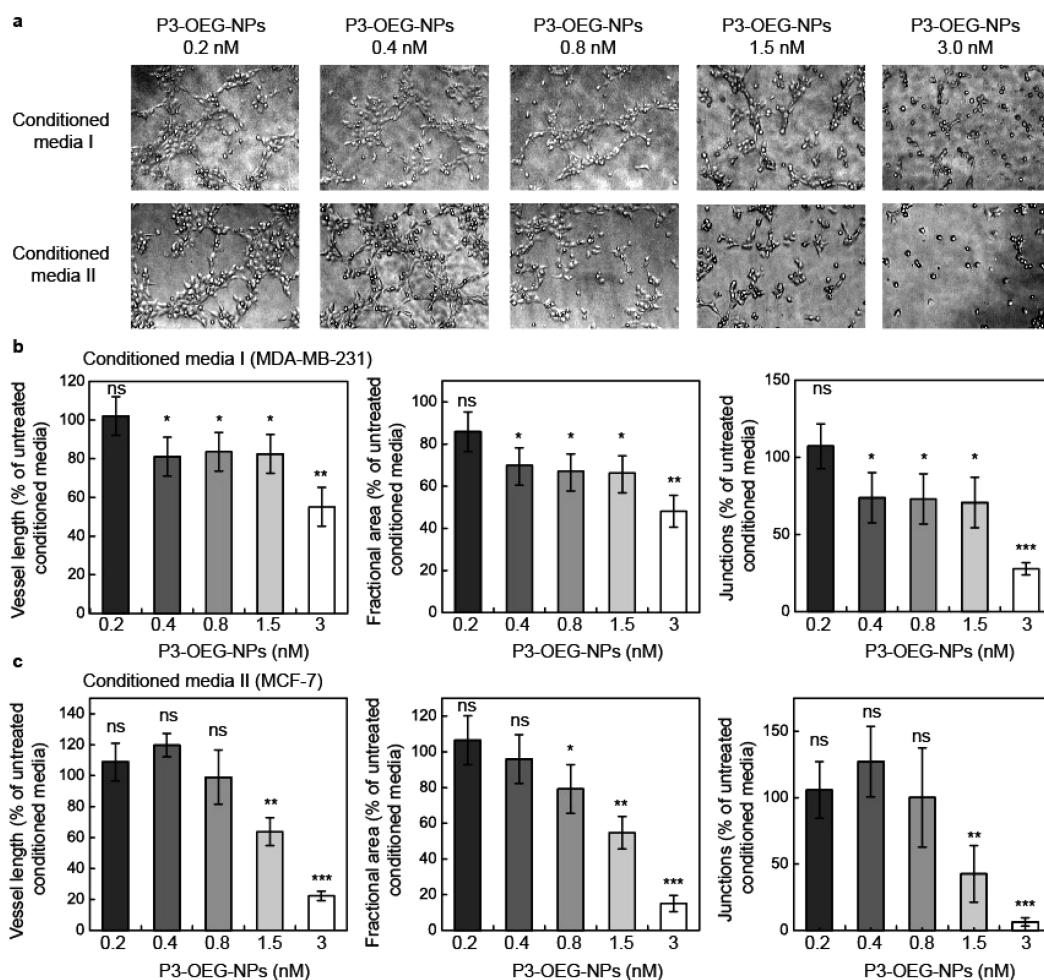 a
P3-OEG-NPs
0.2 nM
P3-OEG-NPs
0.4 nM
P3-OEG-NPs
0.8 nM
P3-OEG-NPs
1.5 nM
P3-OEG-NPs
3.0 nM
Conditioned
media I
Conditioned
media II
b
Conditioned media I (MDA-MB-231)
Vessel length (% of untreated
conditioned media)
120
100
80
60
40
20
0
ns
*
*
*
**
0.2 0.4 0.8 1.5 3
P3-OEG-NPs (nM)
Fractional area (% of untreated
conditioned media)
100
80
60
40
20
0
ns
*
*
*
**
0.2 0.4 0.8 1.5 3
P3-OEG-NPs (nM)
Junctions (% of untreated
conditioned media)
150
100
50
0
ns
*
*
*
***
0.2 0.4 0.8 1.5 3
P3-OEG-NPs (nM)
c
Conditioned media II (MCF-7)
Vessel length (% of untreated
conditioned media)
140
120
100
80
60
40
20
0
ns
ns
ns
**
***
0.2 0.4 0.8 1.5 3
P3-OEG-NPs (nM)
Fractional area (% of untreated
conditioned media)
120
100
80
60
40
20
0
ns
ns
*
**
***
0.2 0.4 0.8 1.5 3
P3-OEG-NPs (nM)
Junctions (% of untreated
conditioned media)
150
100
50
0
ns
ns
ns
**
***
0.2 0.4 0.8 1.5 3
P3-OEG-NPs (nM)